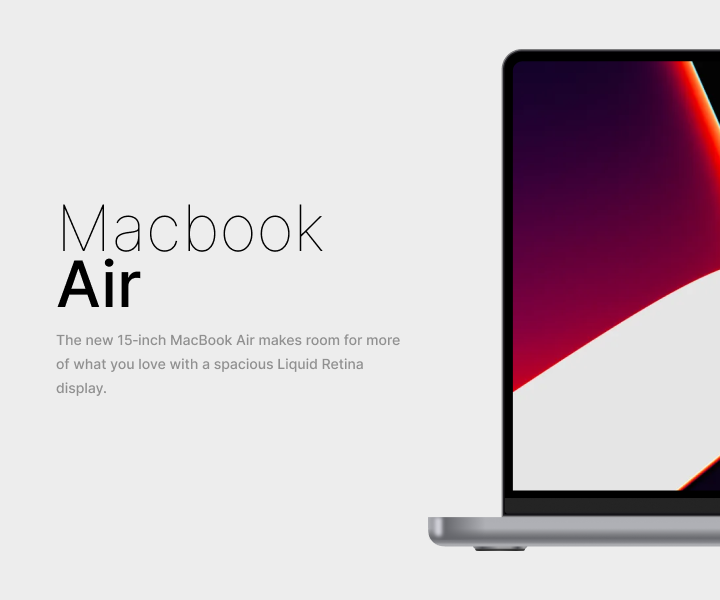 Macbook
Air
The new 15-inch MacBook Air makes room for more
of what you love with a spacious Liquid Retina
display.